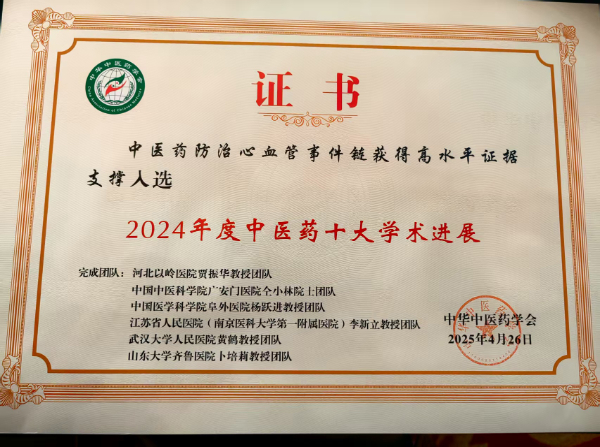 中华中医药学会
证书
中医药防治心血管事件链获得高水平证据
支撑人选
2024年度中医药十大学术进展
完成团队：河北以岭医院贾振华教授团队
中国中医科学院广安门医院仝小林院士团队
中国医学科学院阜外医院杨跃进教授团队
江苏省人民医院（南京医科大学第一附属医院）李新立教授团队
武汉大学人民医院黄鹤教授团队
山东大学齐鲁医院卜培莉教授团队
中华中医药学会
2025年4月26日